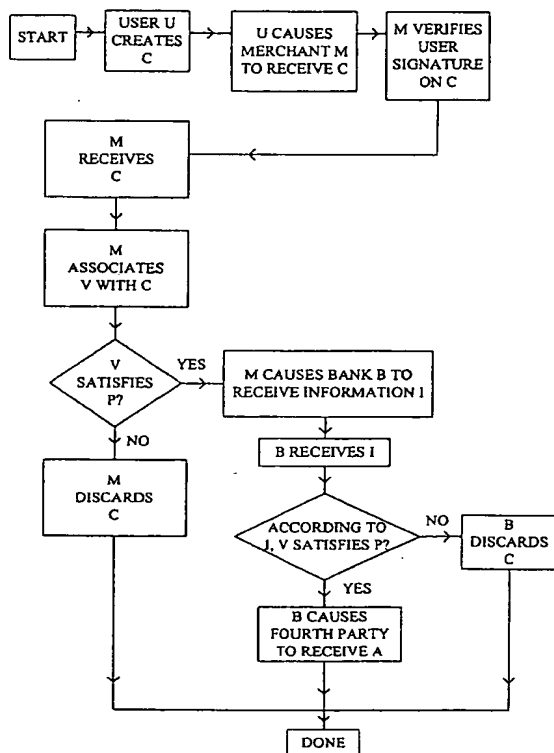 START
USER U
CREATES
C
U CAUSES
MERCHANT M
TO RECEIVE C
M VERIFIES
USER
SIGNATURE
ON C
M
RECEIVES
C
M
ASSOCIATES
V WITH C
V
SATISFIES
P?
YES
M CAUSES BANK B TO
RECEIVE INFORMATION I
NO
B RECEIVES I
M
DISCARDS
C
ACCORDING TO
I, V SATISFIES P?
NO
B
DISCARDS
C
YES
B CAUSES
FOURTH PARTY
TO RECEIVE A
DONE